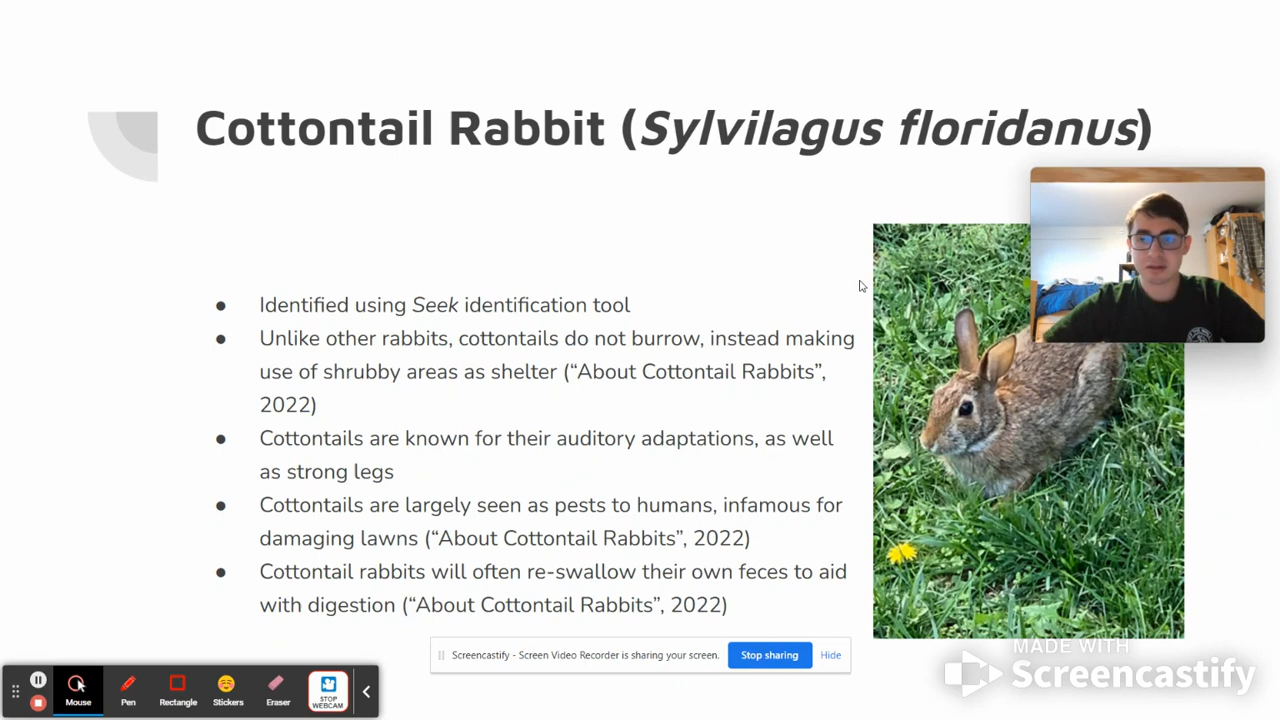 Cottontail Rabbit (Sylvilagus floridanus)
● Identified using Seek identification tool
● Unlike other rabbits, cottontails do not burrow, instead making
use of shrubby areas as shelter (“About Cottontail Rabbits”,
2022)
● Cottontails are known for their auditory adaptations, as well
as strong legs
● Cottontails are largely seen as pests to humans, infamous for
damaging lawns (“About Cottontail Rabbits”, 2022)
● Cottontail rabbits will often re-swallow their own feces to aid
with digestion (“About Cottontail Rabbits”, 2022)
Screencastify - Screen Video Recorder is sharing your screen.
Stop sharing
Hide
MADE WITH
Screencastify
Mouse
Pen
Rectangle
Stickers
Eraser
STOP
WEBCAM